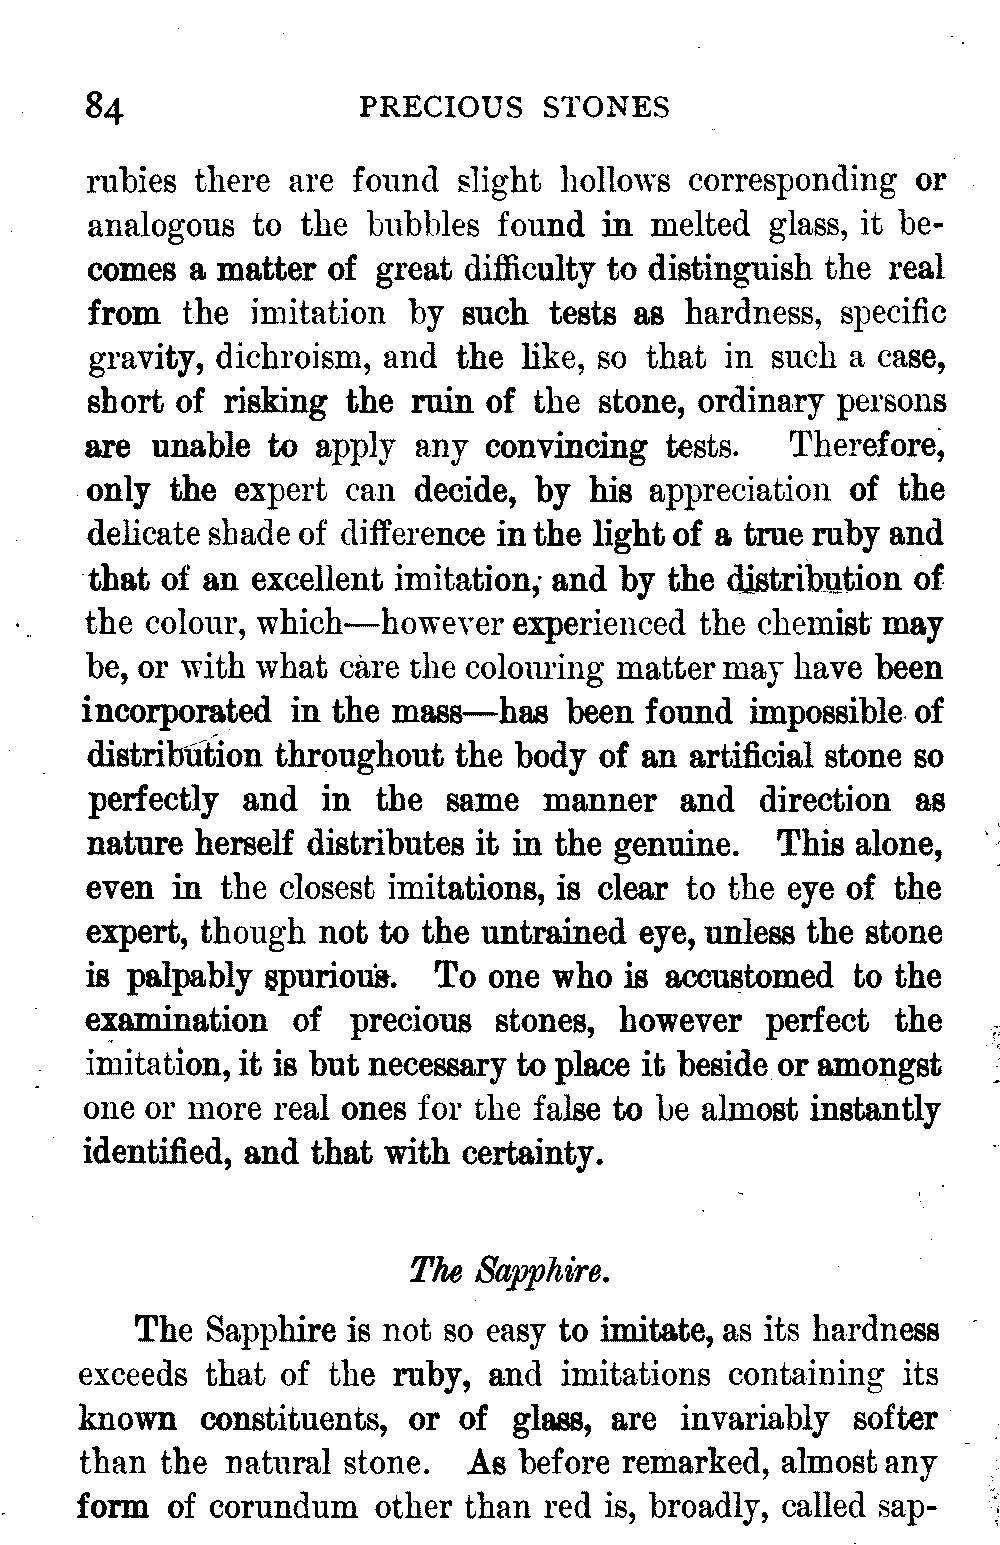 84 PRECIOUS STONES
rubies there are found slight hollows corresponding or
analogous to the bubbles found in melted glass, it be-
comes a matter of great difficulty to distinguish the real
from the imitation by such tests as hardness, specific
gravity, dichroism, and the like, so that in such a case,
short of risking the ruin of the stone, ordinary persons
are unable to apply any convincing tests. Therefore,
only the expert can decide, by his appreciation of the
delicate shade of difference in the light of a true ruby and
that of an excellent imitation, and by the distribution of
the colour, which—however experienced the chemist may
be, or with what care the colouring matter may have been
incorporated in the mass—has been found impossible of
distribution throughout the body of an artificial stone so
perfectly and in the same manner and direction as
nature herself distributes it in the genuine. This alone,
even in the closest imitations, is clear to the eye of the
expert, though not to the untrained eye, unless the stone
is palpably spurious. To one who is accustomed to the
examination of precious stones, however perfect the
imitation, it is but necessary to place it beside or amongst
one or more real ones for the false to be almost instantly
identified, and that with certainty.
The Sapphire.
The Sapphire is not so easy to imitate, as its hardness
exceeds that of the ruby, and imitations containing its
known constituents, or of glass, are invariably softer
than the natural stone. As before remarked, almost any
form of corundum other than red is, broadly, called sap-